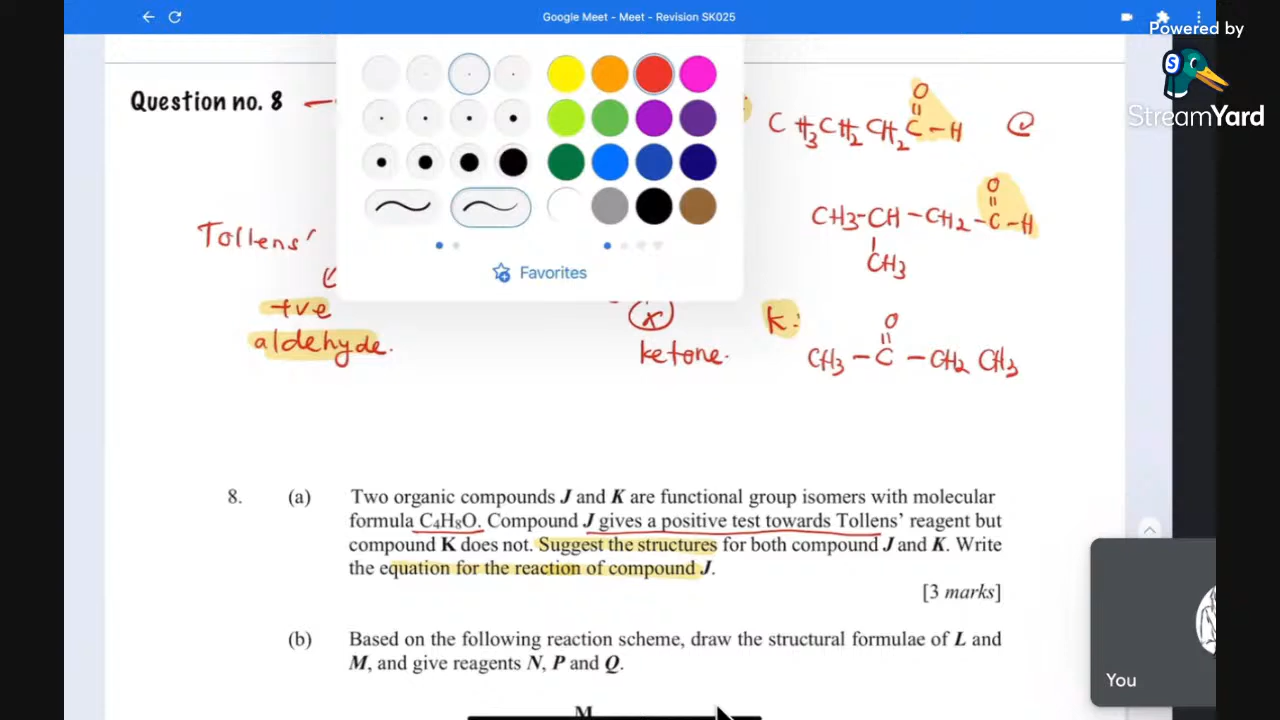 Google Meet - Meet - Revision SK025
Powered by
StreamYard
Question no. 8
CH3CH2CH2C-H
O
Tollens'
CH3-CH-CH2-C-H
O
CH3
Favorites
+ve
aldehyde.
(x)
ketone.
K:
O
CH3-C-CH2CH3
8. (a) Two organic compounds J and K are functional group isomers with molecular
formula C4H8O. Compound J gives a positive test towards Tollens' reagent but
compound K does not. Suggest the structures for both compound J and K. Write
the equation for the reaction of compound J.
[3 marks]
(b) Based on the following reaction scheme, draw the structural formulae of L and
M, and give reagents N, P and Q.
M
You